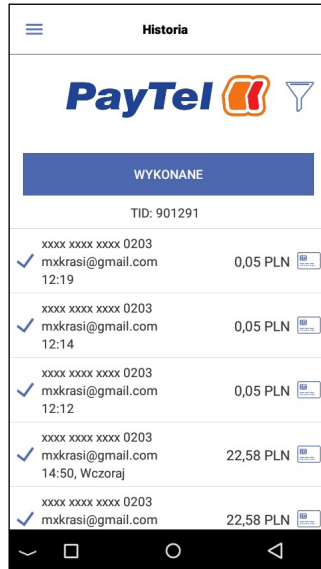 Historia
PayTel
WYKONANE
TID: 901291
xxxx xxxx xxxx 0203
mxkrasi@gmail.com
0,05 PLN
12:19
xxxx xxxx xxxx 0203
mxkrasi@gmail.com
0,05 PLN
12:14
xxxx xxxx xxxx 0203
mxkrasi@gmail.com
0,05 PLN
12:12
xxxx xxxx xxxx 0203
mxkrasi@gmail.com
22,58 PLN
14:50, Wczoraj
xxxx xxxx xxxx 0203
mxkrasi@gmail.com
22,58 PLN